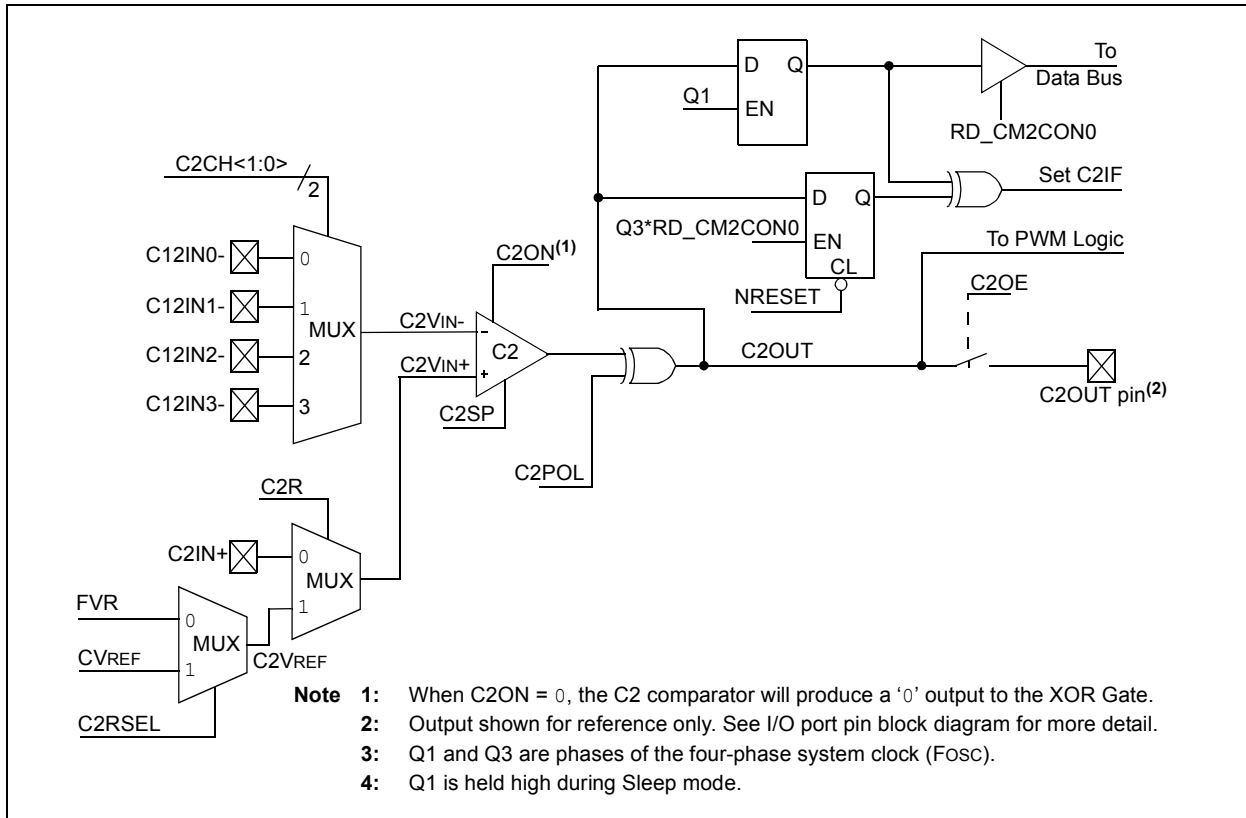 D Q
Q1
EN
To
Data Bus
RD_CM2CON0
C2CH<1:0>
2
D Q
Set C2IF
Q3*RD_CM2CON0
EN
CL
NRESET
To PWM Logic
C12IN0-
0
C12IN1-
1
MUX
C12IN2-
2
C12IN3-
3
C2ON(1)
C2VIN-
-
C2
C2VIN+
+
C2SP
C2POL
C2OUT
C2OE
C2OUT pin(2)
C2R
C2IN+
0
MUX
1
FVR
0
MUX
CVREF
1
C2VREF
C2RSEL
Note 1: When C2ON = 0, the C2 comparator will produce a ‘0’ output to the XOR Gate.
2: Output shown for reference only. See I/O port pin block diagram for more detail.
3: Q1 and Q3 are phases of the four-phase system clock (FOSC).
4: Q1 is held high during Sleep mode.